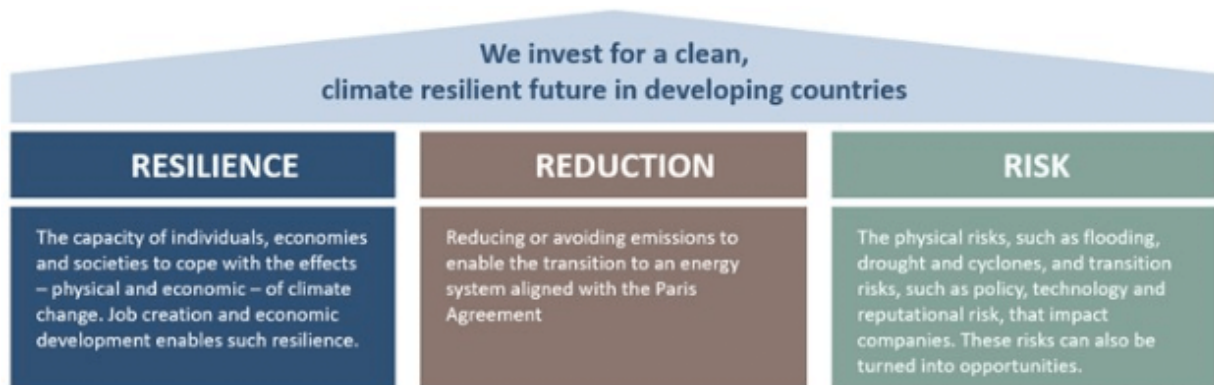 We invest for a clean,
climate resilient future in developing countries
RESILIENCE
The capacity of individuals, economies
and societies to cope with the effects
– physical and economic – of climate
change. Job creation and economic
development enables such resilience.
REDUCTION
Reducing or avoiding emissions to
enable the transition to an energy
system aligned with the Paris
Agreement
RISK
The physical risks, such as flooding,
drought and cyclones, and transition
risks, such as policy, technology and
reputational risk, that impact
companies. These risks can also be
turned into opportunities.